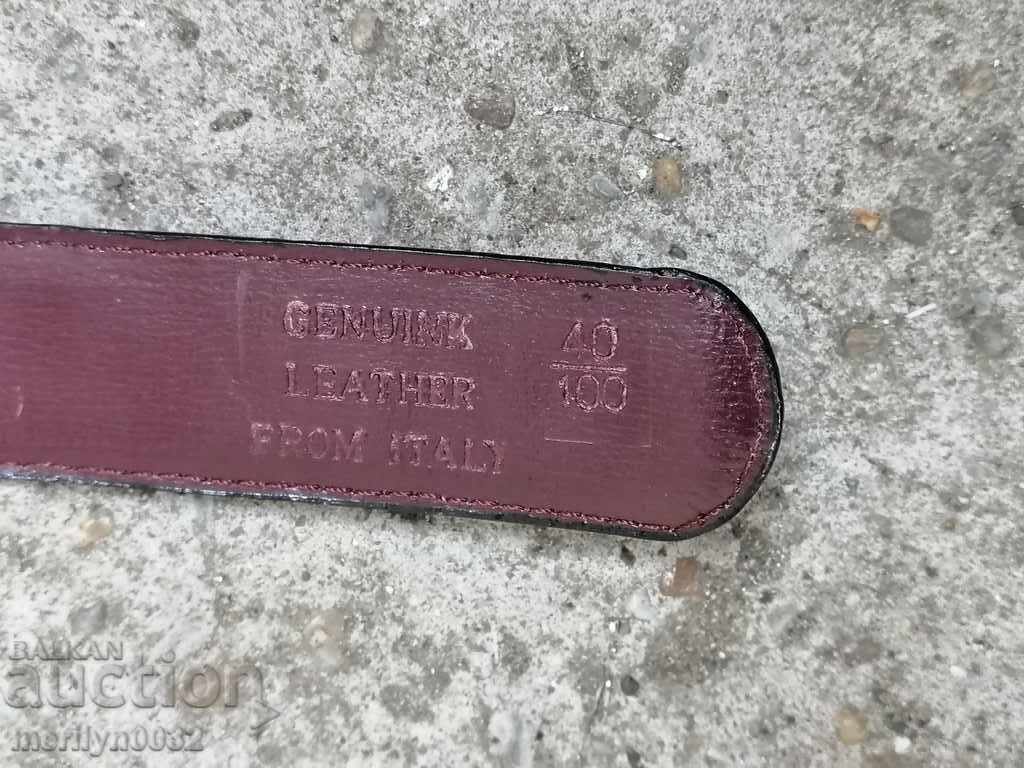 GENUINK
LEATHER
FROM ITALY
40
100
BALKAN
auction
merilyn0032